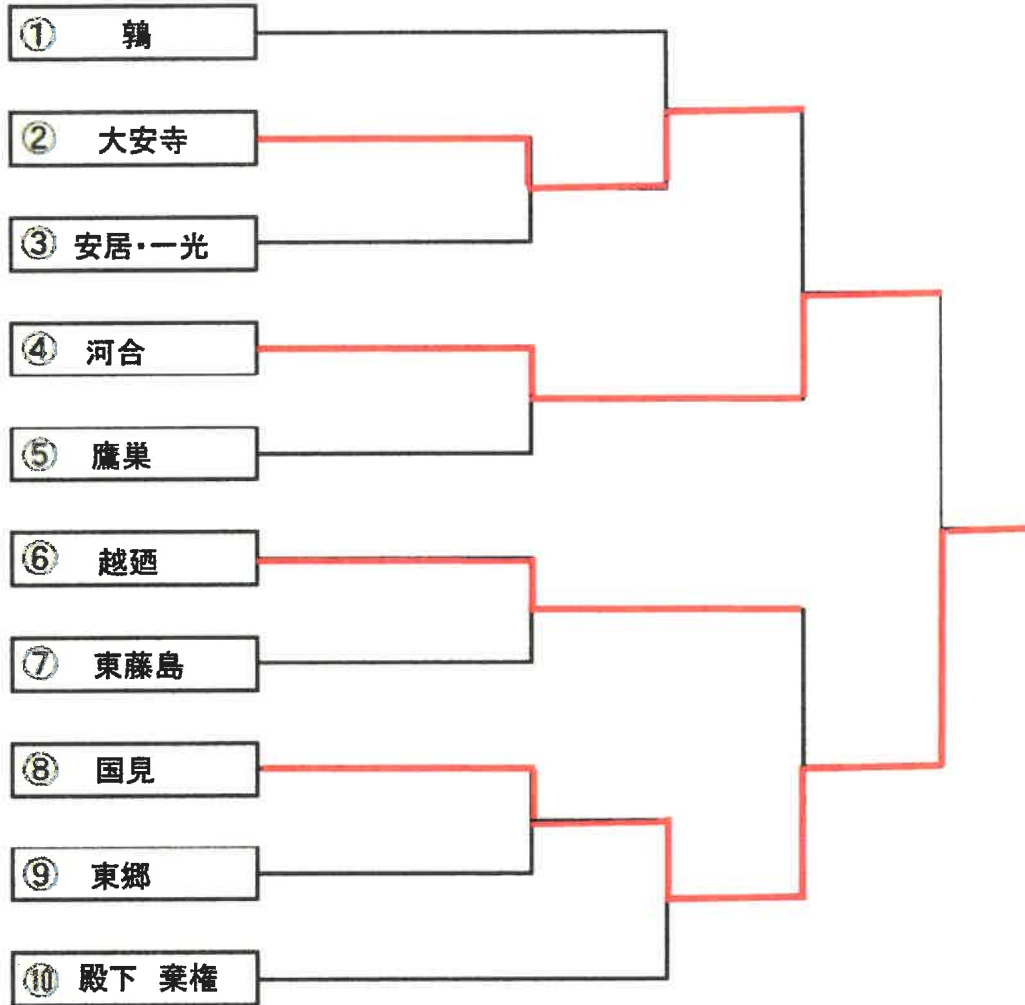 ① 鶉
② 大安寺
③ 安居・一光
④ 河合
⑤ 鷹巣
⑥ 越廼
⑦ 東藤島
⑧ 国見
⑨ 東郷
⑩ 殿下 棄権